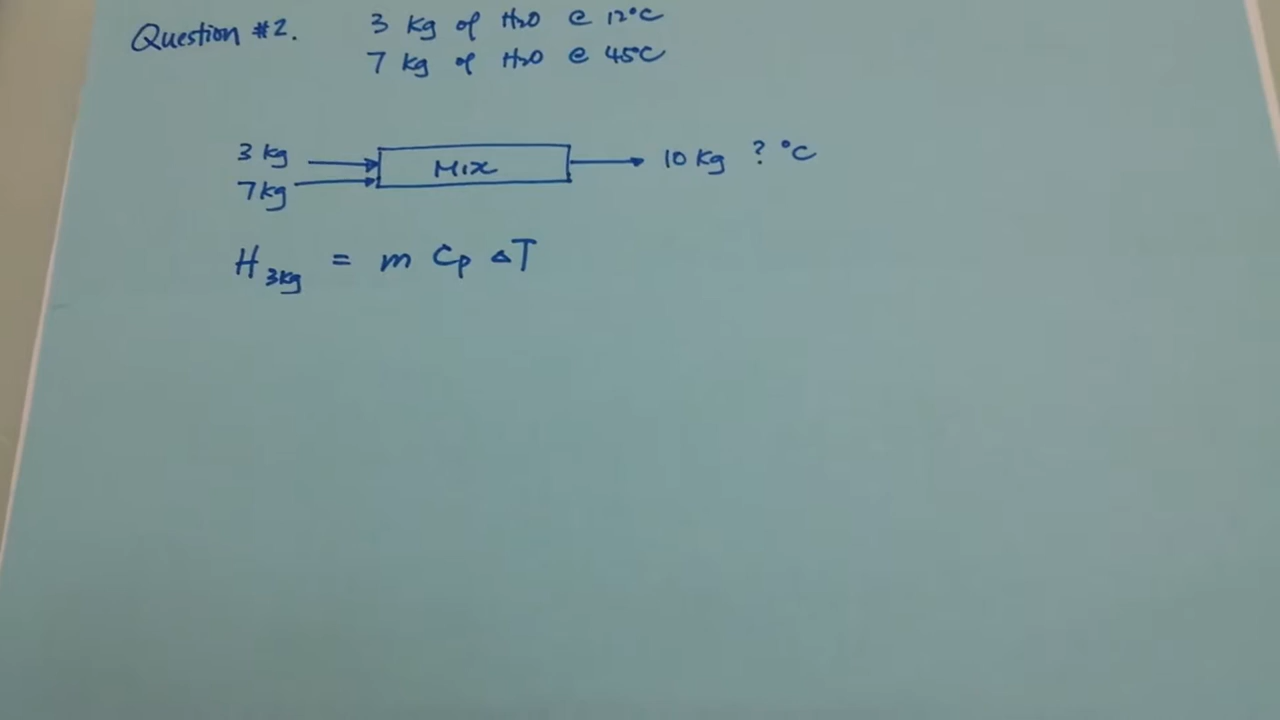 Question #2. 3 kg of H2O @ 12°C
7 kg of H2O @ 45°C
3 kg
7 kg
Mix
10 kg ? °C
H 3kg = m Cp ΔT